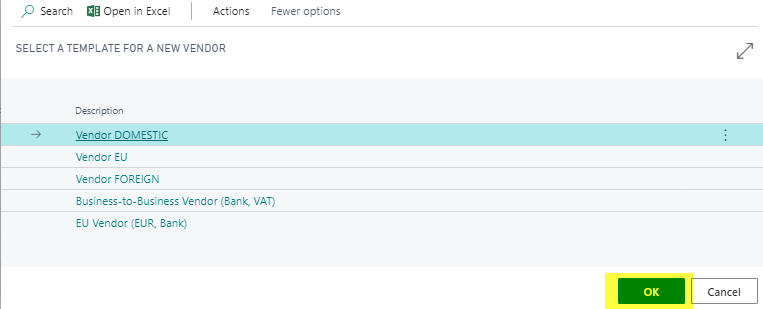 Search Open in Excel Actions Fewer options
SELECT A TEMPLATE FOR A NEW VENDOR
Description
Vendor DOMESTIC
Vendor EU
Vendor FOREIGN
Business-to-Business Vendor (Bank, VAT)
EU Vendor (EUR, Bank)
OK Cancel